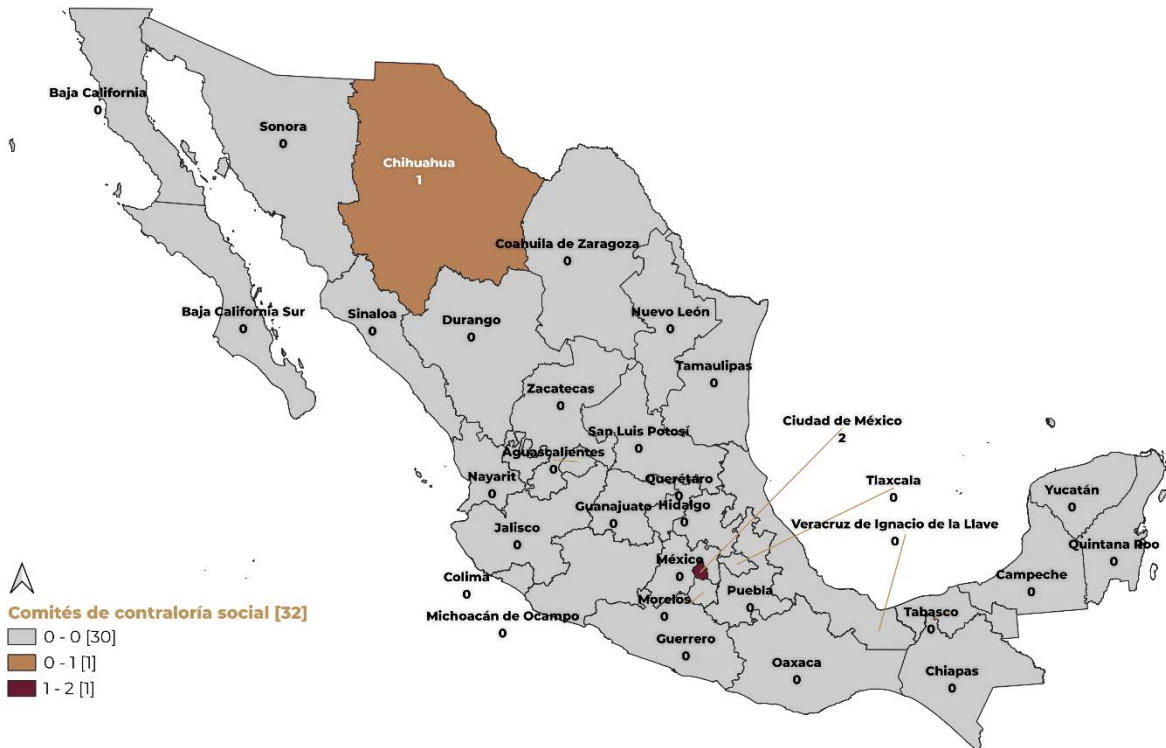 Baja California
0
Sonora
0
Chihuahua
1
Coahuila de Zaragoza
0
Baja California Sur
0
Sinaloa
0
Durango
0
Nuevo León
0
Tamaulipas
0
Zacatecas
0
Ciudad de México
2
San Luis Potosí
0
Aguascalientes
0
Nayarit
0
Querétaro
0
Tlaxcala
0
Yucatán
0
Guanajuato
0
Hidalgo
0
Jalisco
0
Veracruz de Ignacio de la Llave
0
Quintana Roo
0
México
0
Colima
0
Campeche
0
Puebla
0
Morelos
0
Michoacán de Ocampo
0
Tabasco
0
Guerrero
0
Oaxaca
0
Chiapas
0
Comités de contraloría social [32]
0 - 0 [30]
0 - 1 [1]
1 - 2 [1]